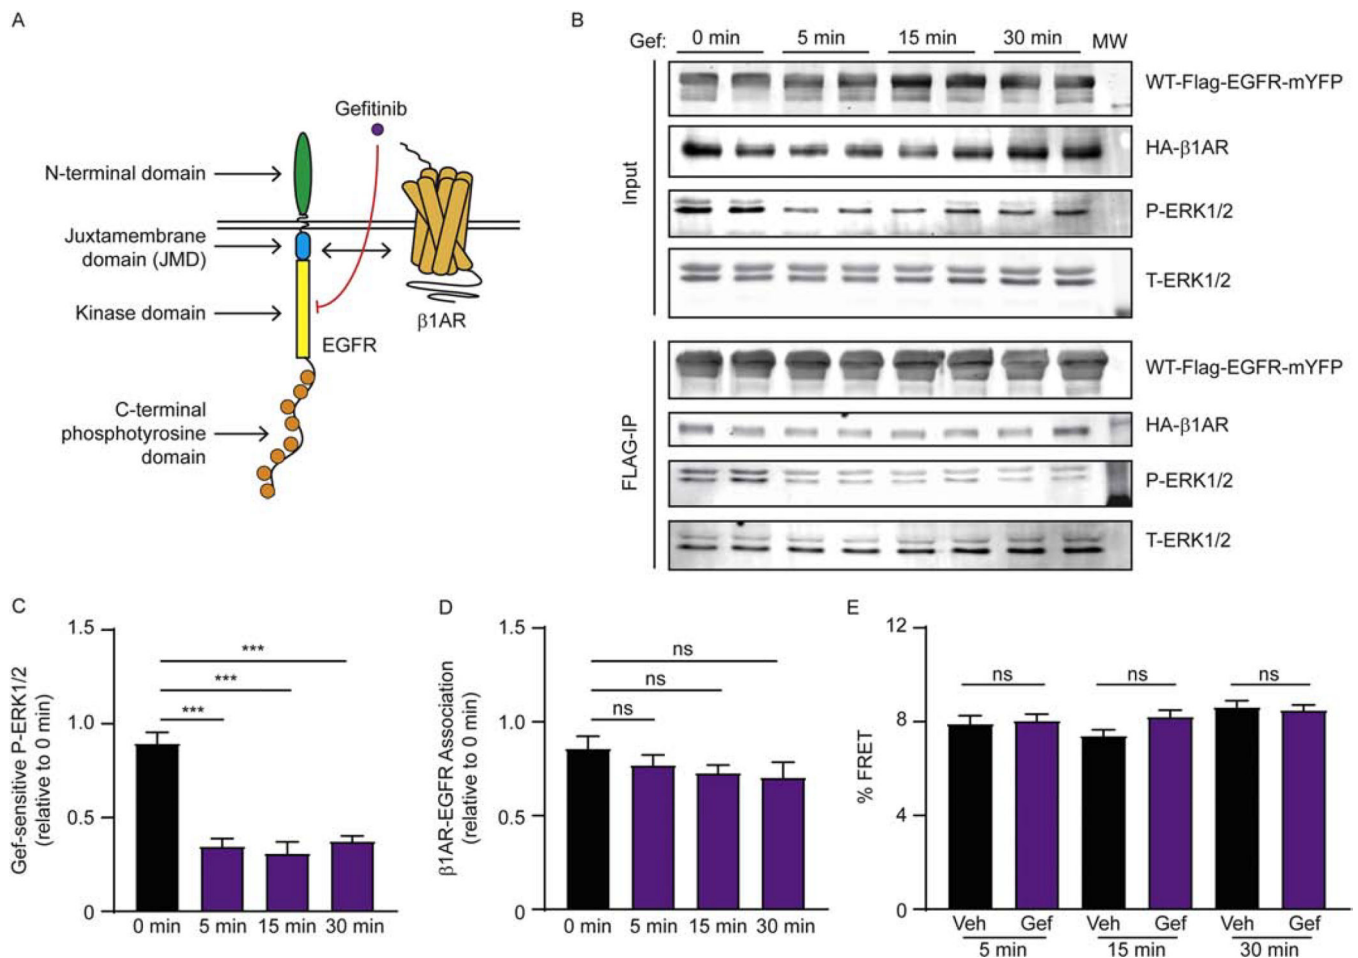 A
Gefitinib
N-terminal domain
Juxtamembrane
domain (JMD)
Kinase domain
EGFR
β1AR
C-terminal
phosphotyrosine
domain
B
Gef: 0 min 5 min 15 min 30 min MW
Input
WT-Flag-EGFR-mYFP
HA-β1AR
P-ERK1/2
T-ERK1/2
FLAG-IP
WT-Flag-EGFR-mYFP
HA-β1AR
P-ERK1/2
T-ERK1/2
C
Gef-sensitive P-ERK1/2
(relative to 0 min)
1.5
1.0
0.5
0
***
***
***
0 min 5 min 15 min 30 min
D
β1AR-EGFR Association
(relative to 0 min)
1.5
1.0
0.5
0
ns
ns
ns
0 min 5 min 15 min 30 min
E
% FRET
12
8
4
0
ns ns ns
Veh Gef Veh Gef Veh Gef
5 min 15 min 30 min